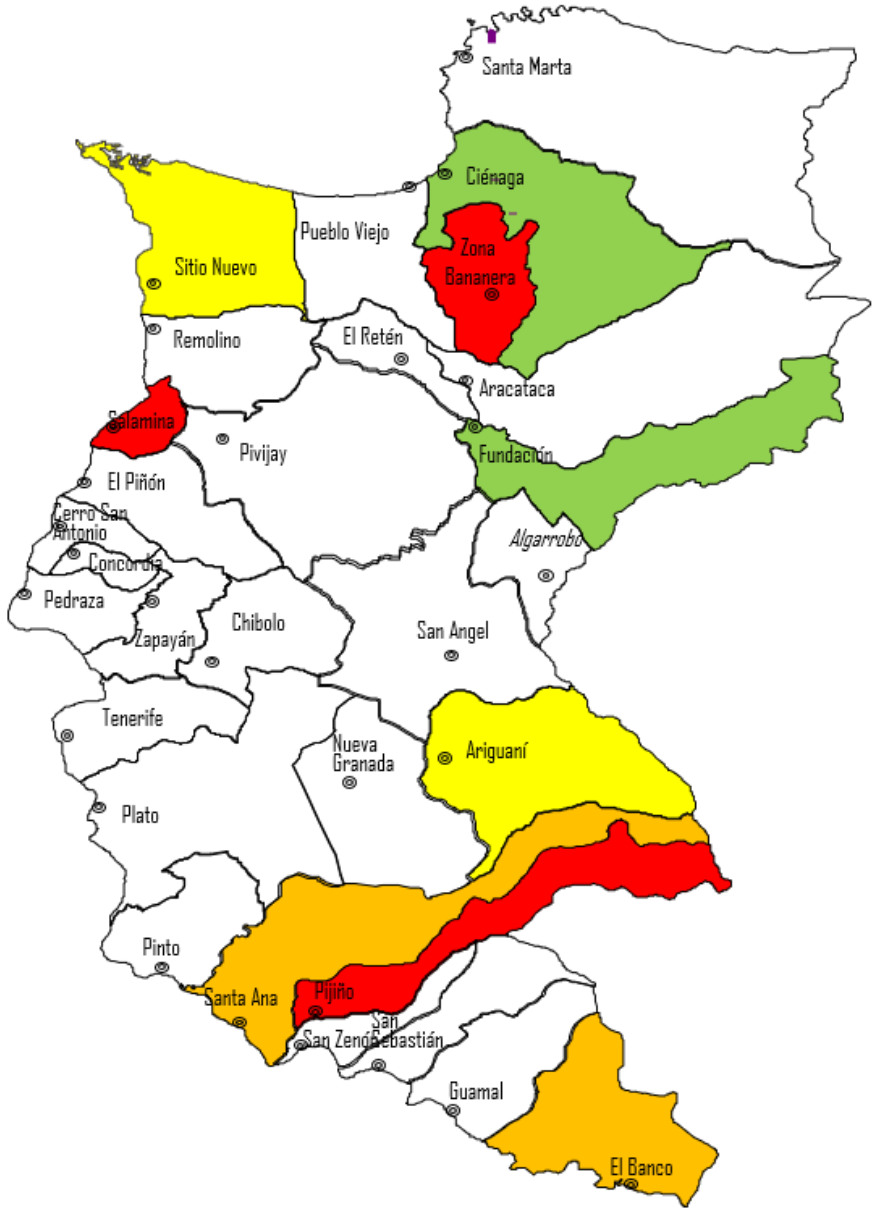 Santa Marta
Ciénaga
Pueblo Viejo
Zona
Bananera
Sitio Nuevo
Remolino
El Retén
Aracataca
Salamina
Pivijay
Fundación
El Piñón
Cerro San
Antonio
Algarrobo
Concordia
Pedraza
Zapayán
Chibolo
San Angel
Tenerife
Nueva
Granada
Ariguaní
Plato
Pinto
Santa Ana
Pijiño
San
Sebastián
San Zenón
Guamal
El Banco